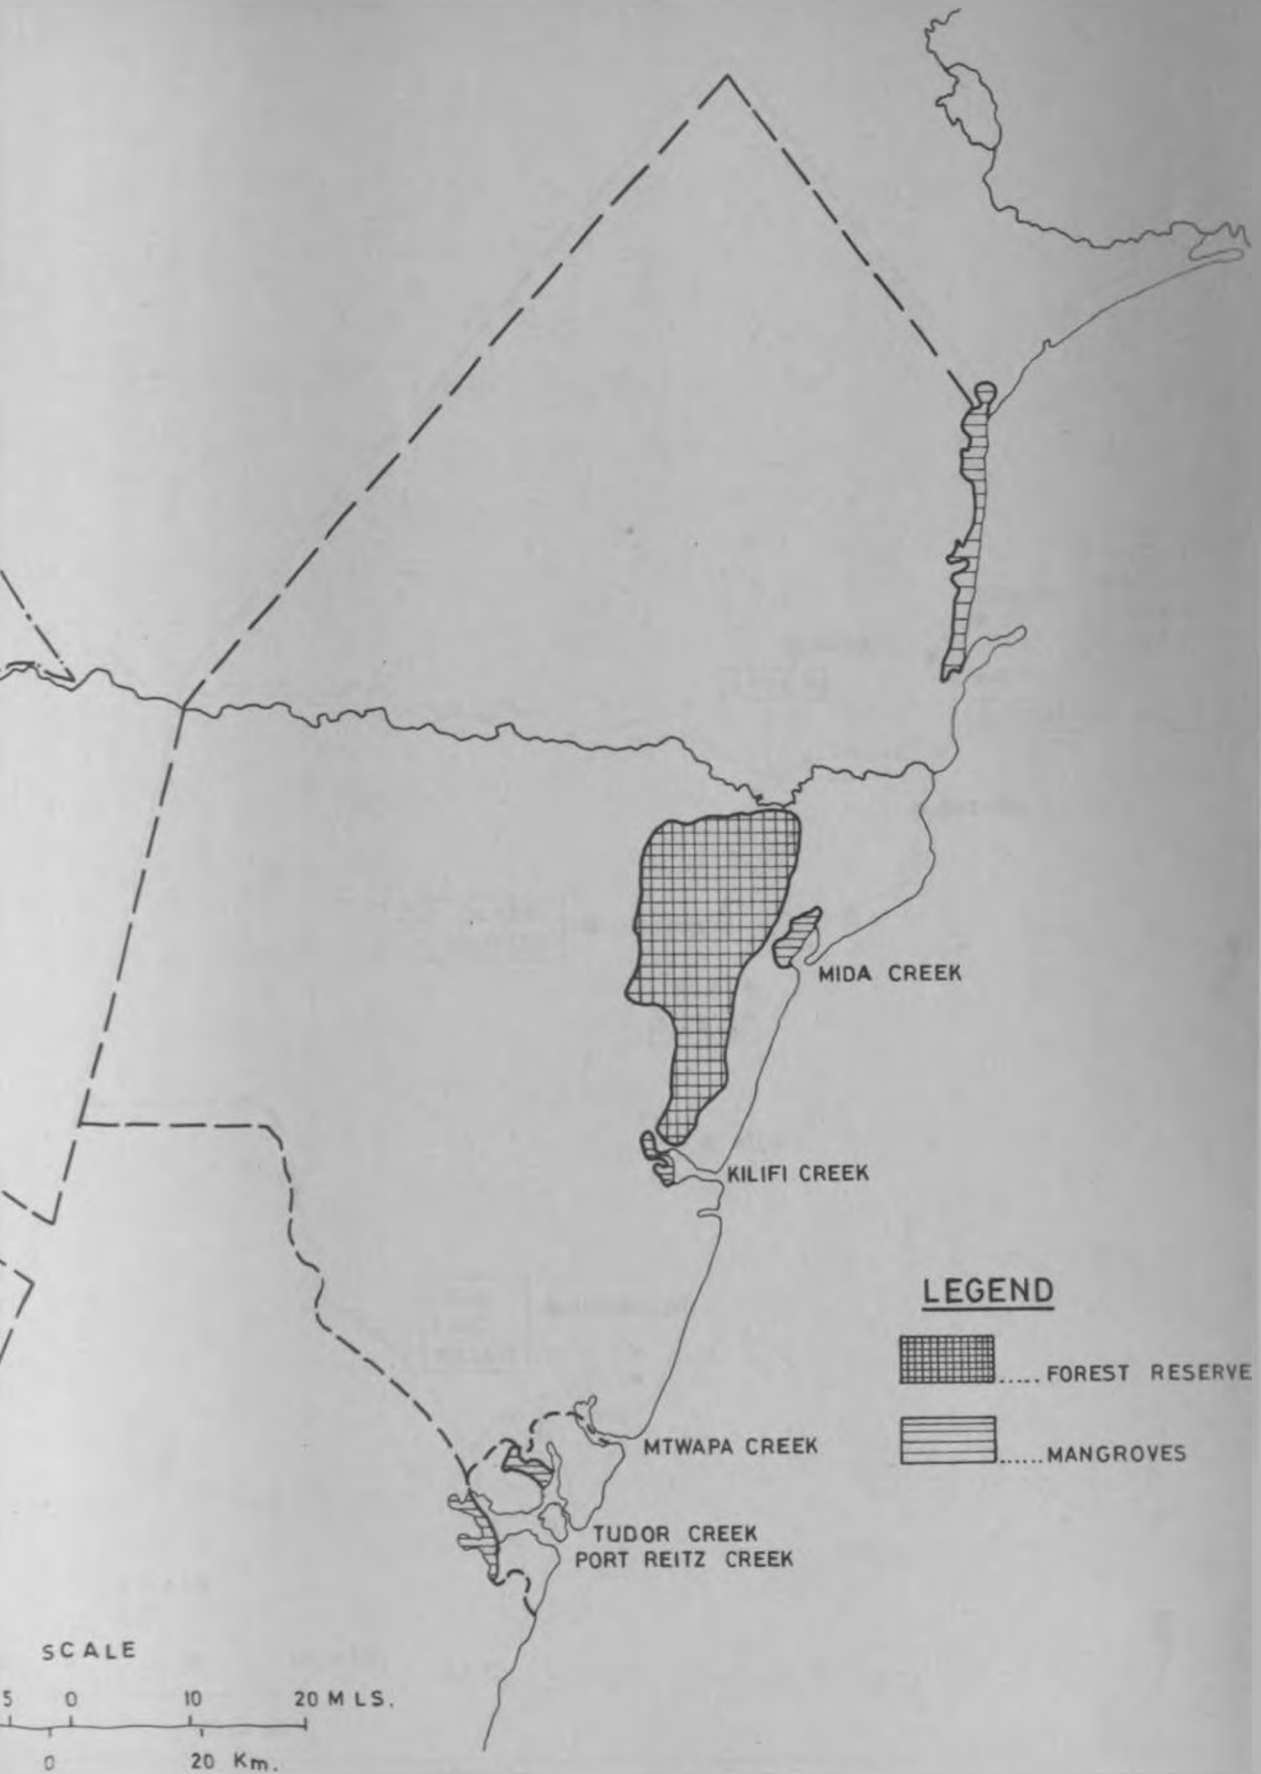 MIDA CREEK
KILIFI CREEK
LEGEND
..... FOREST RESERVE
...... MANGROVES
MTWAPA CREEK
TUDOR CREEK
PORT REITZ CREEK
SCALE
5 0 10 20 MLS.
0 20 Km.